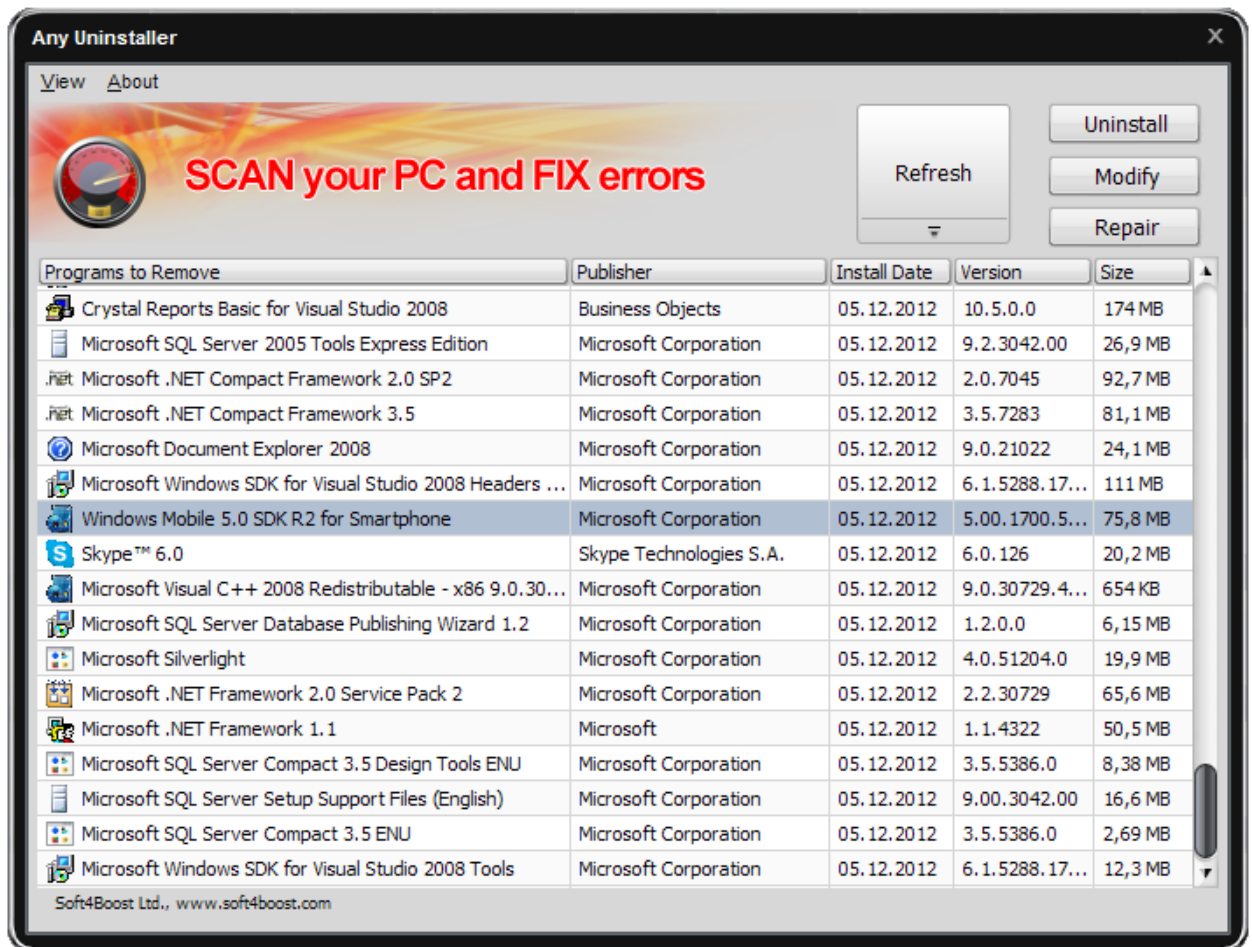 Any Uninstaller X
View About
SCAN your PC and FIX errors
Refresh
Uninstall
Modify
Repair
Programs to Remove Publisher Install Date Version Size
Crystal Reports Basic for Visual Studio 2008 Business Objects 05.12.2012 10.5.0.0 174 MB
Microsoft SQL Server 2005 Tools Express Edition Microsoft Corporation 05.12.2012 9.2.3042.00 26,9 MB
.net Microsoft .NET Compact Framework 2.0 SP2 Microsoft Corporation 05.12.2012 2.0.7045 92,7 MB
.net Microsoft .NET Compact Framework 3.5 Microsoft Corporation 05.12.2012 3.5.7283 81,1 MB
Microsoft Document Explorer 2008 Microsoft Corporation 05.12.2012 9.0.21022 24,1 MB
Microsoft Windows SDK for Visual Studio 2008 Headers ... Microsoft Corporation 05.12.2012 6.1.5288.17... 111 MB
Windows Mobile 5.0 SDK R2 for Smartphone Microsoft Corporation 05.12.2012 5.00.1700.5... 75,8 MB
S Skype™ 6.0 Skype Technologies S.A. 05.12.2012 6.0.126 20,2 MB
Microsoft Visual C++ 2008 Redistributable - x86 9.0.30... Microsoft Corporation 05.12.2012 9.0.30729.4... 654 KB
Microsoft SQL Server Database Publishing Wizard 1.2 Microsoft Corporation 05.12.2012 1.2.0.0 6,15 MB
Microsoft Silverlight Microsoft Corporation 05.12.2012 4.0.51204.0 19,9 MB
Microsoft .NET Framework 2.0 Service Pack 2 Microsoft Corporation 05.12.2012 2.2.30729 65,6 MB
Microsoft .NET Framework 1.1 Microsoft 05.12.2012 1.1.4322 50,5 MB
Microsoft SQL Server Compact 3.5 Design Tools ENU Microsoft Corporation 05.12.2012 3.5.5386.0 8,38 MB
Microsoft SQL Server Setup Support Files (English) Microsoft Corporation 05.12.2012 9.00.3042.00 16,6 MB
Microsoft SQL Server Compact 3.5 ENU Microsoft Corporation 05.12.2012 3.5.5386.0 2,69 MB
Microsoft Windows SDK for Visual Studio 2008 Tools Microsoft Corporation 05.12.2012 6.1.5288.17... 12,3 MB
Soft4Boost Ltd., www.soft4boost.com